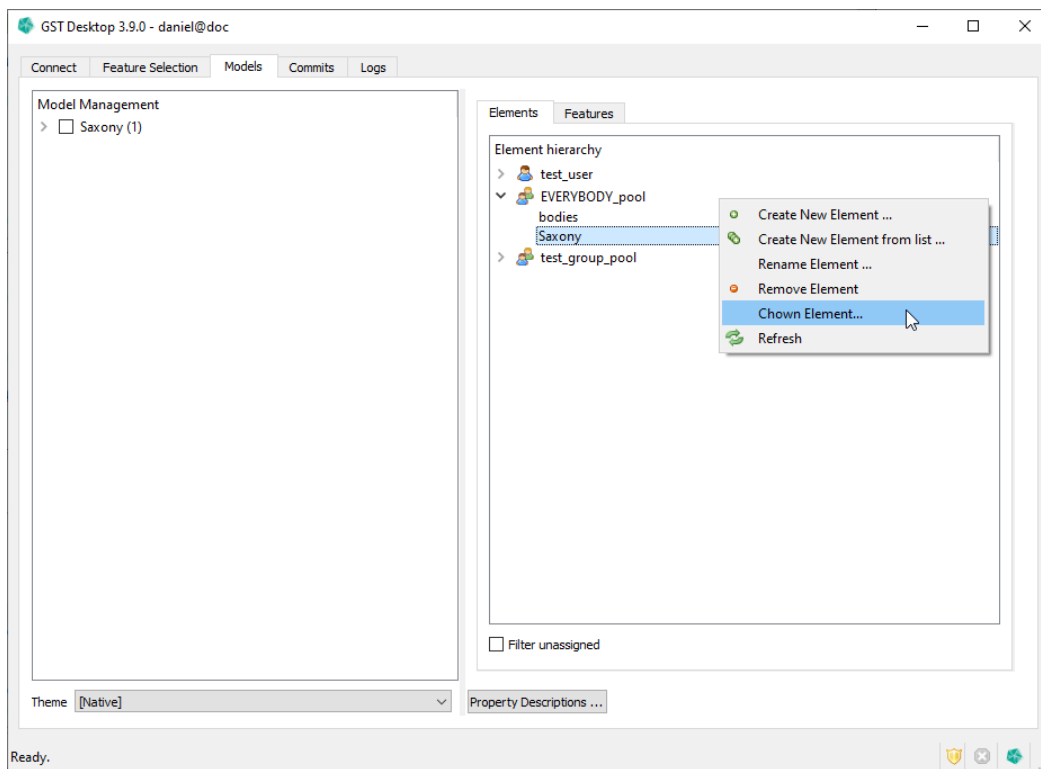 GST Desktop 3.9.0 - daniel@doc
Connect Feature Selection Models Commits Logs
Model Management
Saxony (1)
Elements Features
Element hierarchy
test_user
EVERYBODY_pool
bodies
Saxony
test_group_pool
Create New Element ...
Create New Element from list ...
Rename Element ...
Remove Element
Chown Element...
Refresh
Filter unassigned
Theme [Native]
Property Descriptions ...
Ready.